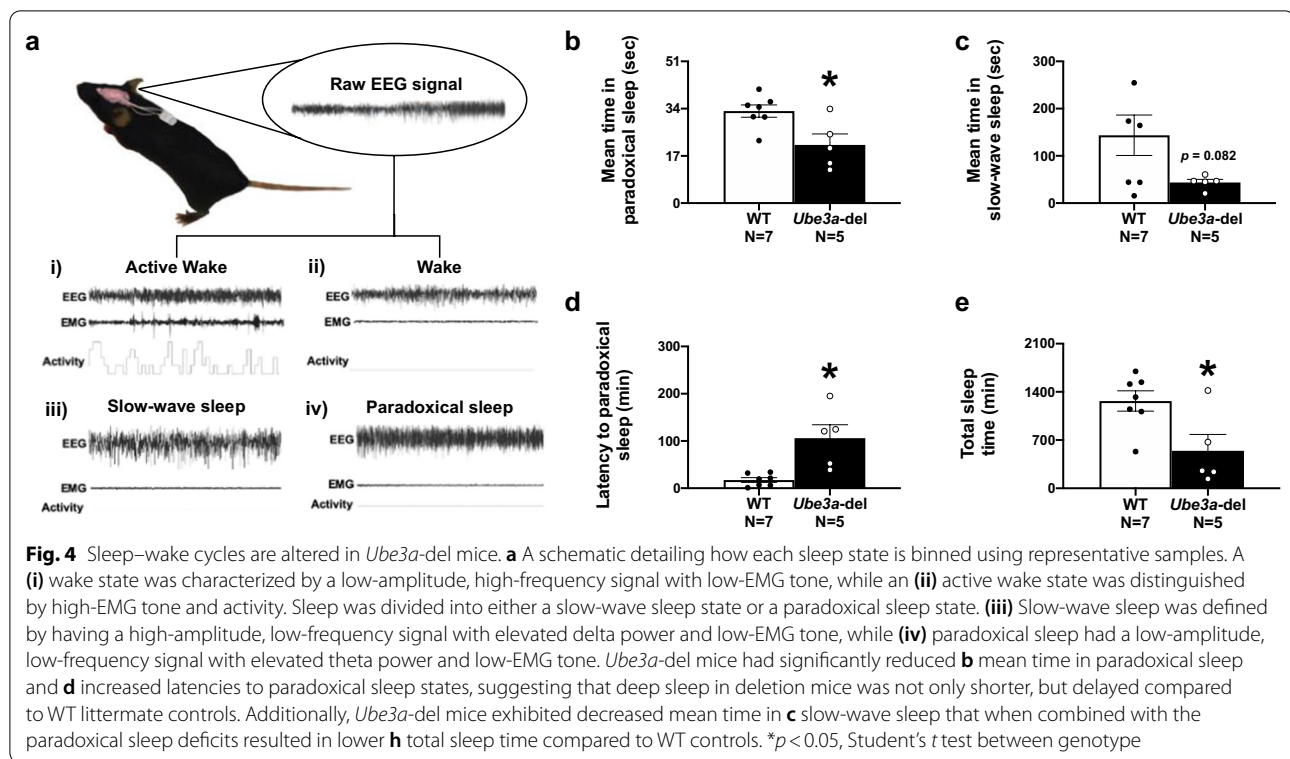 a
Raw EEG signal
i)
Active Wake
EEG
EMG
Activity
ii)
Wake
EEG
EMG
Activity
iii)
Slow-wave sleep
EEG
EMG
Activity
iv)
Paradoxical sleep
EEG
EMG
Activity
b
Mean time in
paradoxical sleep (sec)
51
34
17
0
*
WT
N=7
Ube3a-del
N=5
c
Mean time in
slow-wave sleep (sec)
300
200
100
0
p = 0.082
WT
N=7
Ube3a-del
N=5
d
Latency to paradoxical
sleep (min)
300
200
100
0
*
WT
N=7
Ube3a-del
N=5
e
Total sleep
time (min)
2100
1400
700
0
*
WT
N=7
Ube3a-del
N=5
Fig. 4 Sleep–wake cycles are altered in Ube3a-del mice. a A schematic detailing how each sleep state is binned using representative samples. A
(i) wake state was characterized by a low-amplitude, high-frequency signal with low-EMG tone, while an (ii) active wake state was distinguished
by high-EMG tone and activity. Sleep was divided into either a slow-wave sleep state or a paradoxical sleep state. (iii) Slow-wave sleep was defined
by having a high-amplitude, low-frequency signal with elevated delta power and low-EMG tone, while (iv) paradoxical sleep had a low-amplitude,
low-frequency signal with elevated theta power and low-EMG tone. Ube3a-del mice had significantly reduced b mean time in paradoxical sleep
and d increased latencies to paradoxical sleep states, suggesting that deep sleep in deletion mice was not only shorter, but delayed compared
to WT littermate controls. Additionally, Ube3a-del mice exhibited decreased mean time in c slow-wave sleep that when combined with the
paradoxical sleep deficits resulted in lower h total sleep time compared to WT controls. *p < 0.05, Student’s t test between genotype